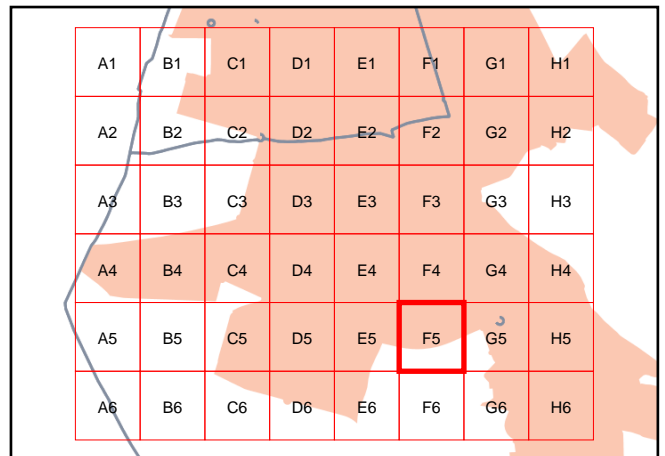 A1 B1 C1 D1 E1 F1 G1 H1
A2 B2 C2 D2 E2 F2 G2 H2
A3 B3 C3 D3 E3 F3 G3 H3
A4 B4 C4 D4 E4 F4 G4 H4
A5 B5 C5 D5 E5 F5 G5 H5
A6 B6 C6 D6 E6 F6 G6 H6